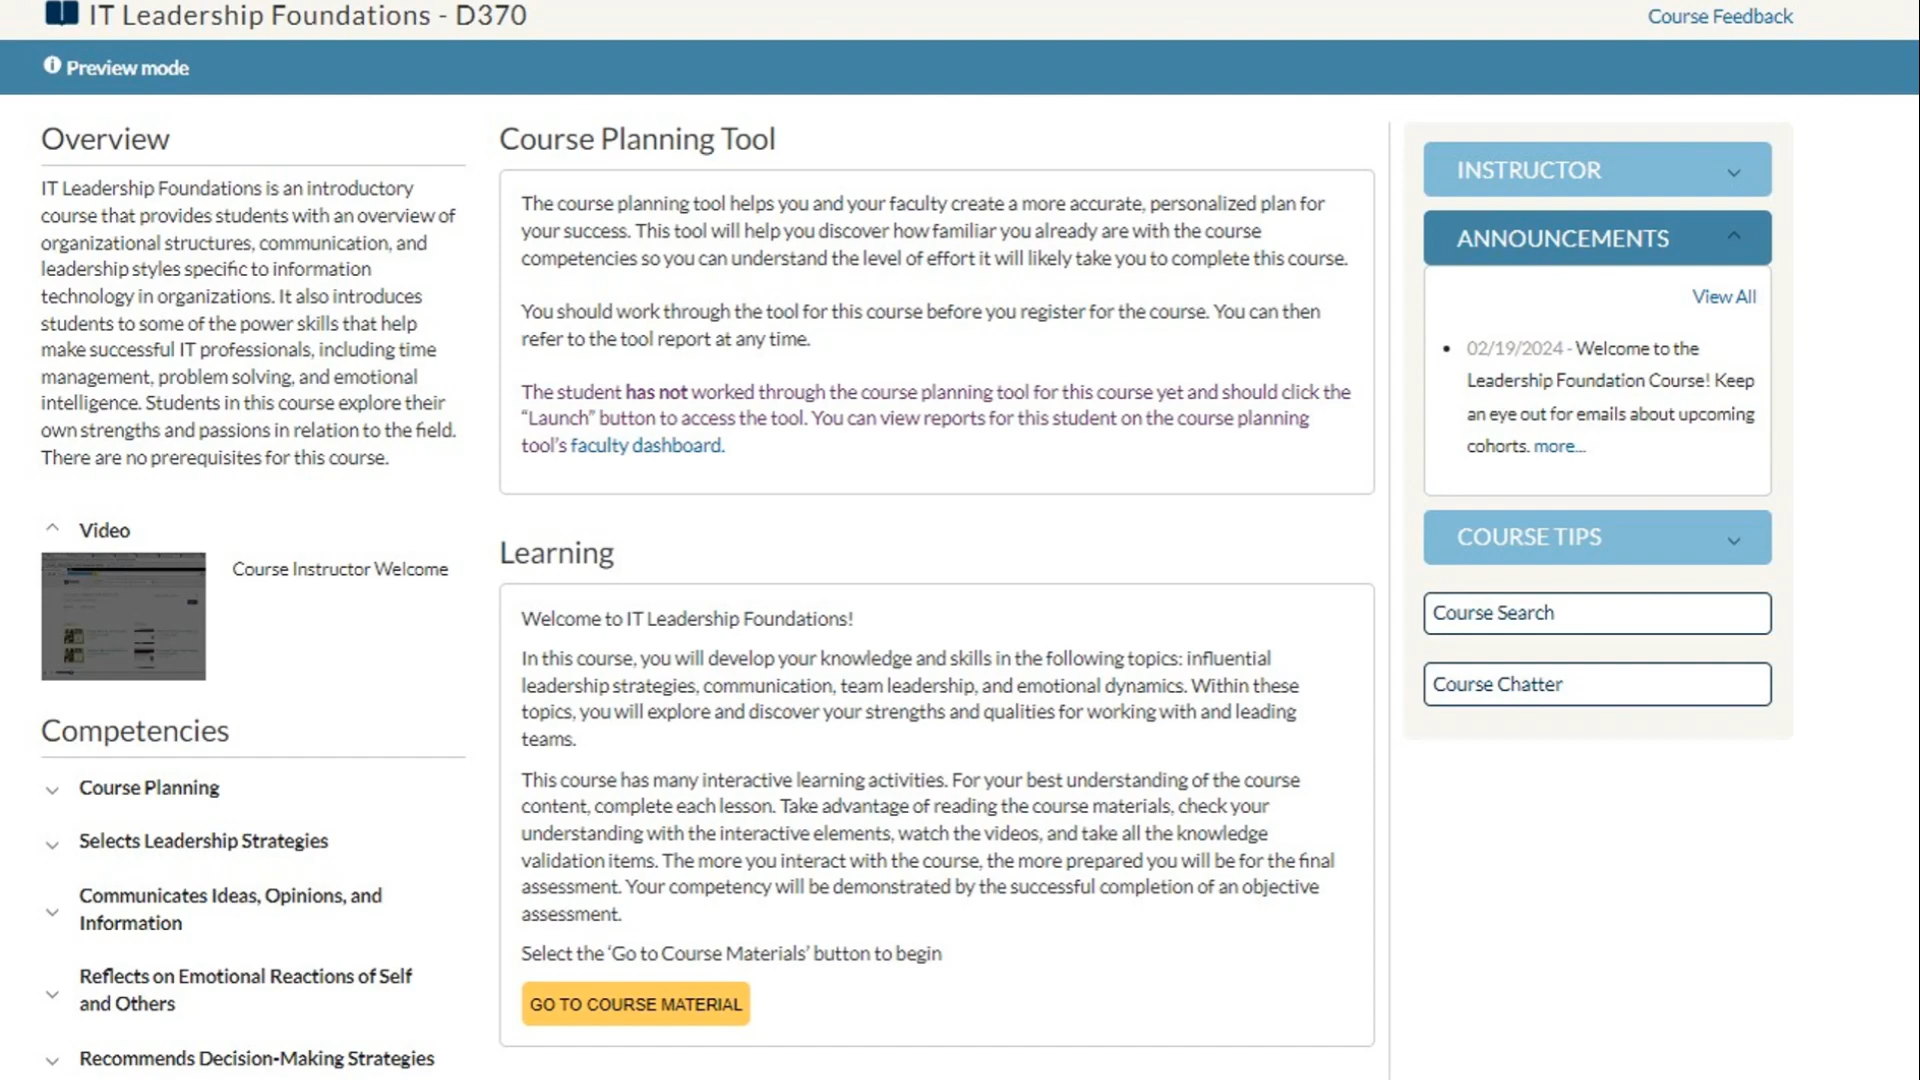 IT Leadership Foundations - D370
Course Feedback
Preview mode
Overview
IT Leadership Foundations is an introductory
course that provides students with an overview of
organizational structures, communication, and
leadership styles specific to information
technology in organizations. It also introduces
students to some of the power skills that help
make successful IT professionals, including time
management, problem solving, and emotional
intelligence. Students in this course explore their
own strengths and passions in relation to the field.
There are no prerequisites for this course.
Video
Course Instructor Welcome
Competencies
Course Planning
Selects Leadership Strategies
Communicates Ideas, Opinions, and
Information
Reflects on Emotional Reactions of Self
and Others
Recommends Decision-Making Strategies
Course Planning Tool
The course planning tool helps you and your faculty create a more accurate, personalized plan for
your success. This tool will help you discover how familiar you already are with the course
competencies so you can understand the level of effort it will likely take you to complete this course.
You should work through the tool for this course before you register for the course. You can then
refer to the tool report at any time.
The student has not worked through the course planning tool for this course yet and should click the
“Launch” button to access the tool. You can view reports for this student on the course planning
tool’s faculty dashboard.
Learning
Welcome to IT Leadership Foundations!
In this course, you will develop your knowledge and skills in the following topics: influential
leadership strategies, communication, team leadership, and emotional dynamics. Within these
topics, you will explore and discover your strengths and qualities for working with and leading
teams.
This course has many interactive learning activities. For your best understanding of the course
content, complete each lesson. Take advantage of reading the course materials, check your
understanding with the interactive elements, watch the videos, and take all the knowledge
validation items. The more you interact with the course, the more prepared you will be for the final
assessment. Your competency will be demonstrated by the successful completion of an objective
assessment.
Select the ‘Go to Course Materials’ button to begin
GO TO COURSE MATERIAL
INSTRUCTOR
ANNOUNCEMENTS
View All
02/19/2024 - Welcome to the
Leadership Foundation Course! Keep
an eye out for emails about upcoming
cohorts. more...
COURSE TIPS
Course Search
Course Chatter